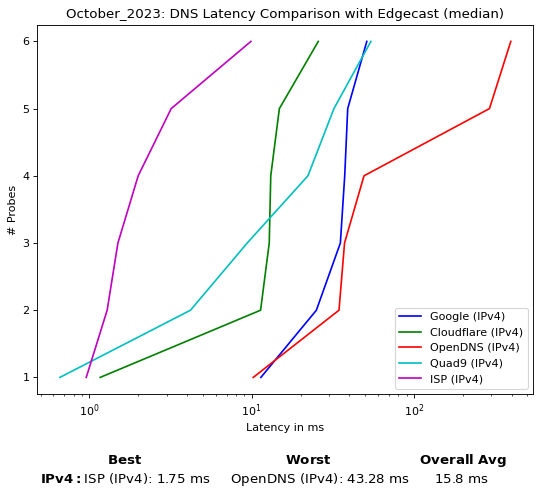 October_2023: DNS Latency Comparison with Edgecast (median)
6
5
4
3
2
1
# Probes
10⁰
10¹
10²
Latency in ms
Google (IPv4)
Cloudflare (IPv4)
OpenDNS (IPv4)
Quad9 (IPv4)
ISP (IPv4)
Best Worst Overall Avg
IPv4: ISP (IPv4): 1.75 ms OpenDNS (IPv4): 43.28 ms 15.8 ms